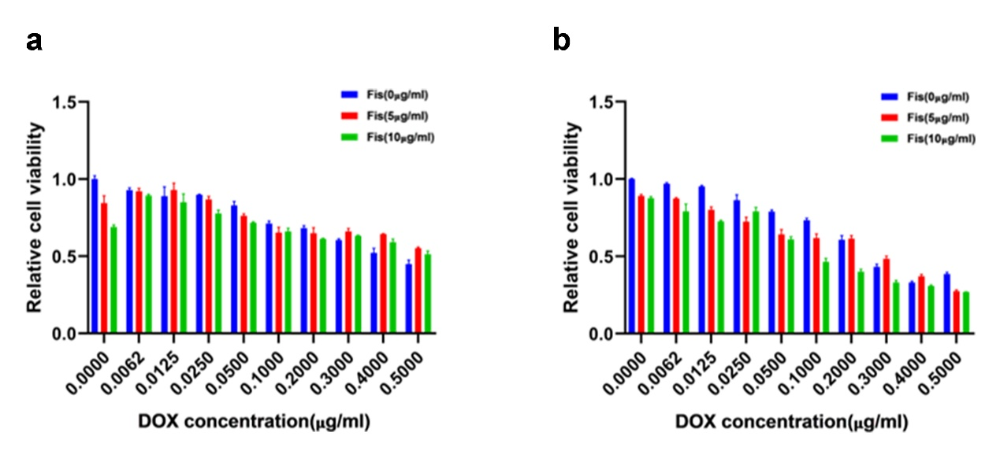 a
Fis(0μg/ml)
Fis(5μg/ml)
Fis(10μg/ml)
Relative cell viability
1.5
1.0
0.5
0.0
0.0000
0.0062
0.0125
0.0250
0.0500
0.1000
0.2000
0.3000
0.4000
0.5000
DOX concentration(μg/ml)
b
Fis(0μg/ml)
Fis(5μg/ml)
Fis(10μg/ml)
Relative cell viability
1.5
1.0
0.5
0.0
0.0000
0.0062
0.0125
0.0250
0.0500
0.1000
0.2000
0.3000
0.4000
0.5000
DOX concentration(μg/ml)